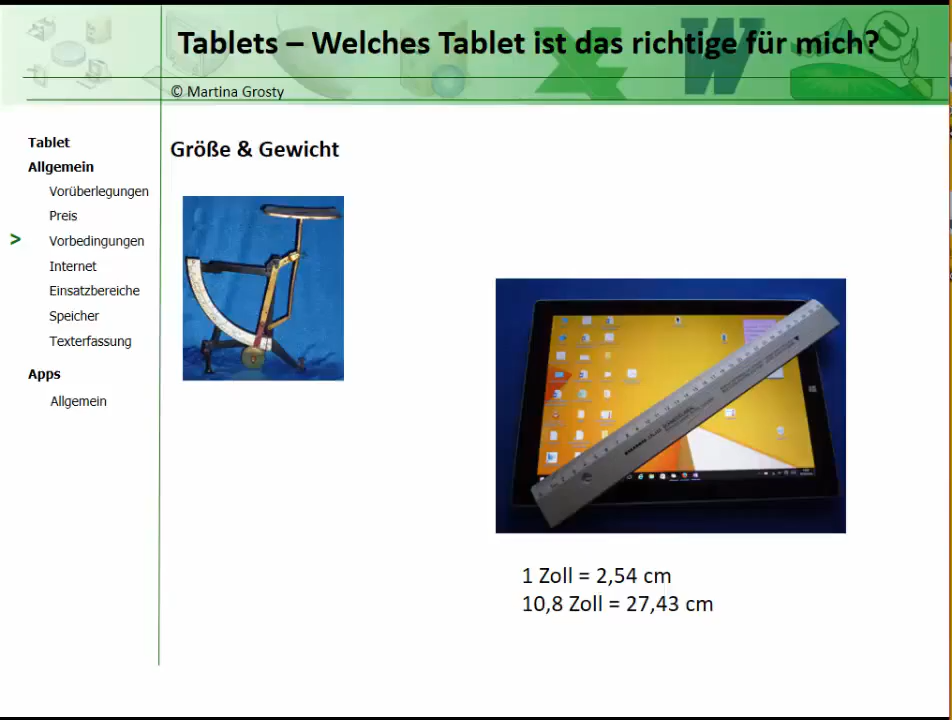 Tablets – Welches Tablet ist das richtige für mich?
© Martina Grosty
Tablet
Allgemein
Vorüberlegungen
Preis
> Vorbedingungen
Internet
Einsatzbereiche
Speicher
Texterfassung
Apps
Allgemein
Größe & Gewicht
1 Zoll = 2,54 cm
10,8 Zoll = 27,43 cm